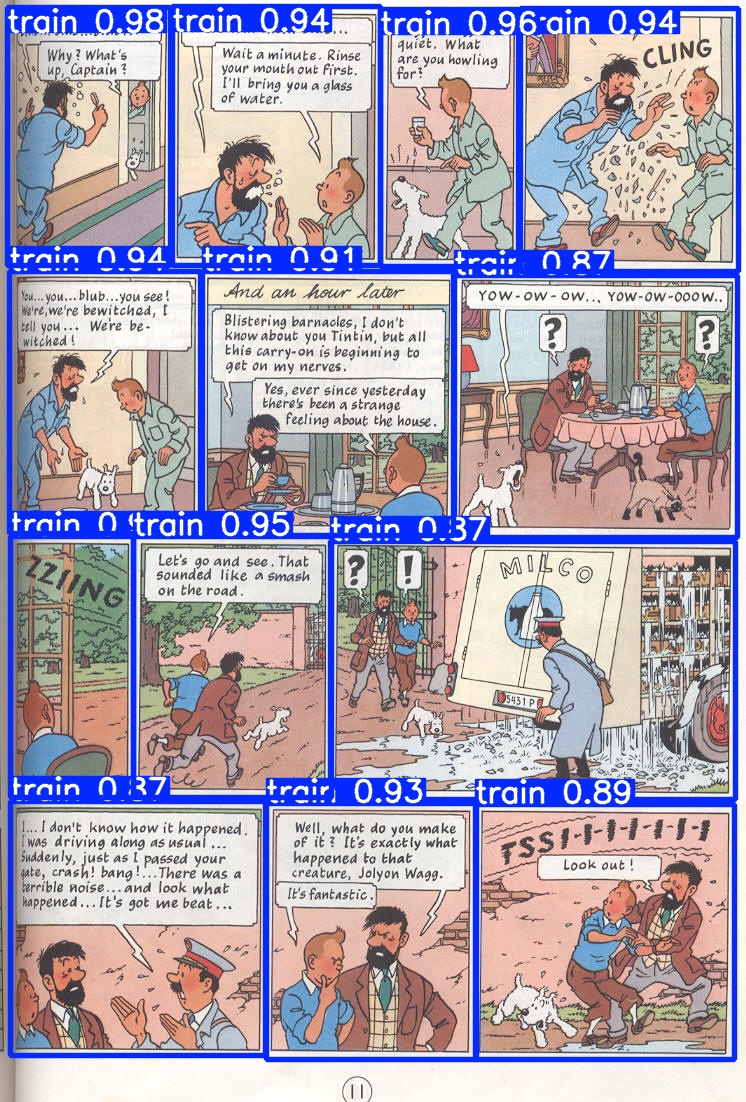 train 0.98
train 0.94
train 0.96
ain 0.94
Why? What's
up, Captain?
Wait a minute. Rinse
your mouth out first.
I'll bring you a glass
of water.
quiet. What
are you howling
for?
CLING
train 0.94
train 0.91
train 0.87
You...you...blub...you see!
We're, we're bewitched, I
tell you... We're be-
witched!
And an hour later
Blistering barnacles, I don't
know about you Tintin, but all
this carry-on is beginning to
get on my nerves.
Yes, ever since yesterday
there's been a strange
feeling about the house.
YOW-OW-OW... YOW-OW-OOOW..
?
?
train
train 0.95
train 0.87
ZZIING
Let's go and see. That
sounded like a smash
on the road.
?
!
MILCO
5431 P
train 0.87
train 0.93
train 0.89
I... I don't know how it happened.
I was driving along as usual...
Suddenly, just as I passed your
gate, crash! bang!...There was a
terrible noise...and look what
happened...It's got me beat...
Well, what do you make
of it? It's exactly what
happened to that
creature, Jolyon Wagg.
It's fantastic.
TSSI-I-I-I-I-I-I
Look out!
11